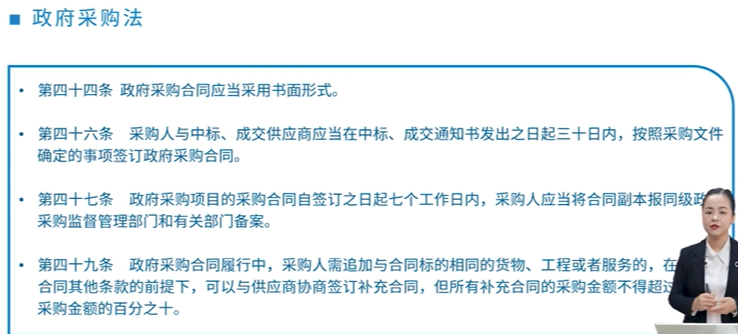 ■ 政府采购法
• 第四十四条 政府采购合同应当采用书面形式。
• 第四十六条 采购人与中标、成交供应商应当在中标、成交通知书发出之日起三十日内，按照采购文件
确定的事项签订政府采购合同。
• 第四十七条 政府采购项目的采购合同自签订之日起七个工作日内，采购人应当将合同副本报同级政
采购监督管理部门和有关部门备案。
• 第四十九条 政府采购合同履行中，采购人需追加与合同标的相同的货物、工程或者服务的，在
合同其他条款的前提下，可以与供应商协商签订补充合同，但所有补充合同的采购金额不得超过
采购金额的百分之十。